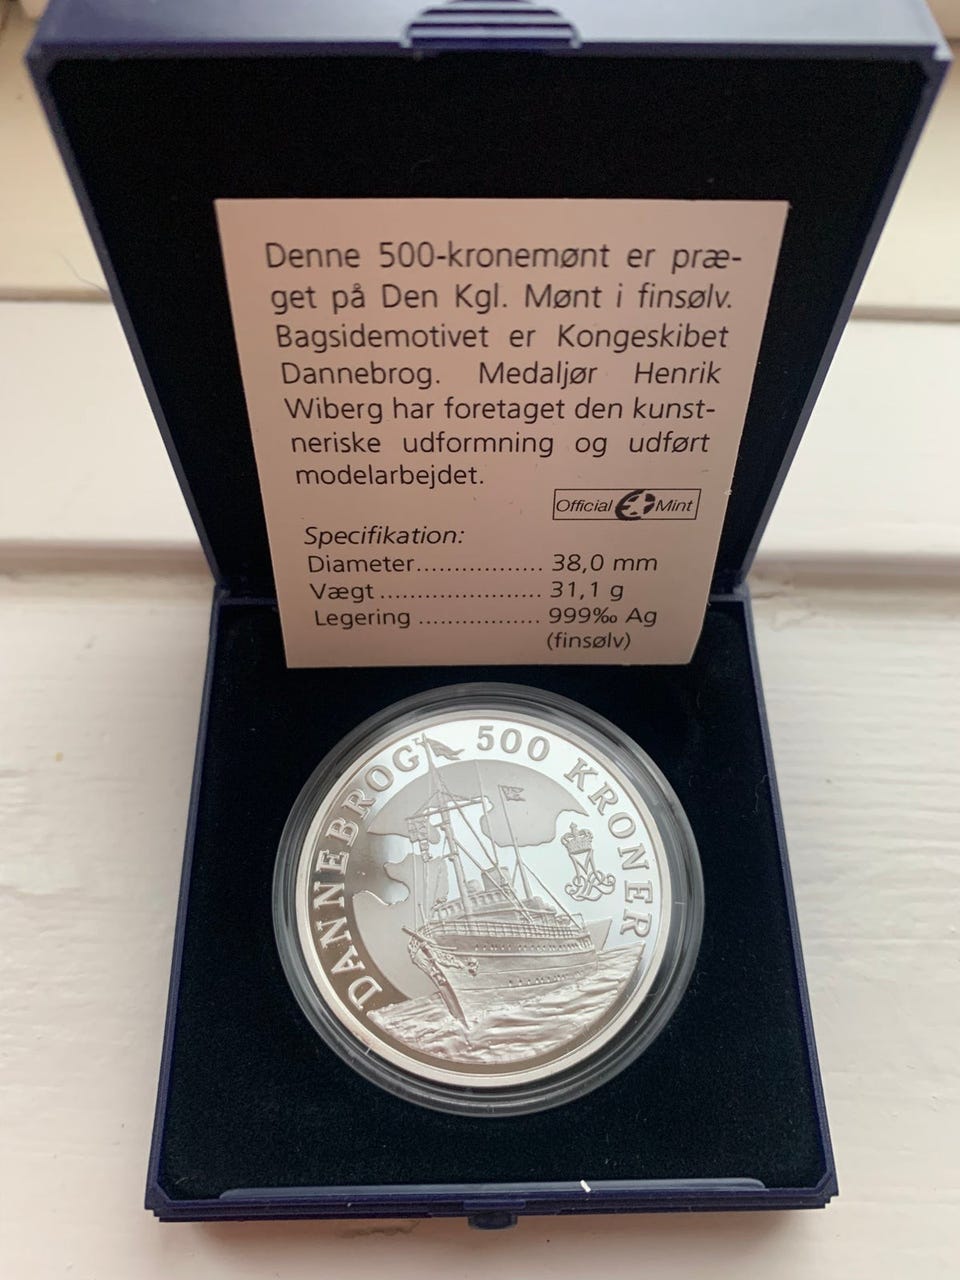 Denne 500-kronemønt er præ-
get på Den Kgl. Mønt i finsølv.
Bagsidemotivet er Kongeskibet
Dannebrog. Medaljør Henrik
Wiberg har foretaget den kunst-
neriske udformning og udført
modelarbejdet.
Official Mint
Specifikation:
Diameter................. 38,0 mm
Vægt ...................... 31,1 g
Legering ................ 999‰ Ag
(finsølv)
DANNEBROG 500 KRONER